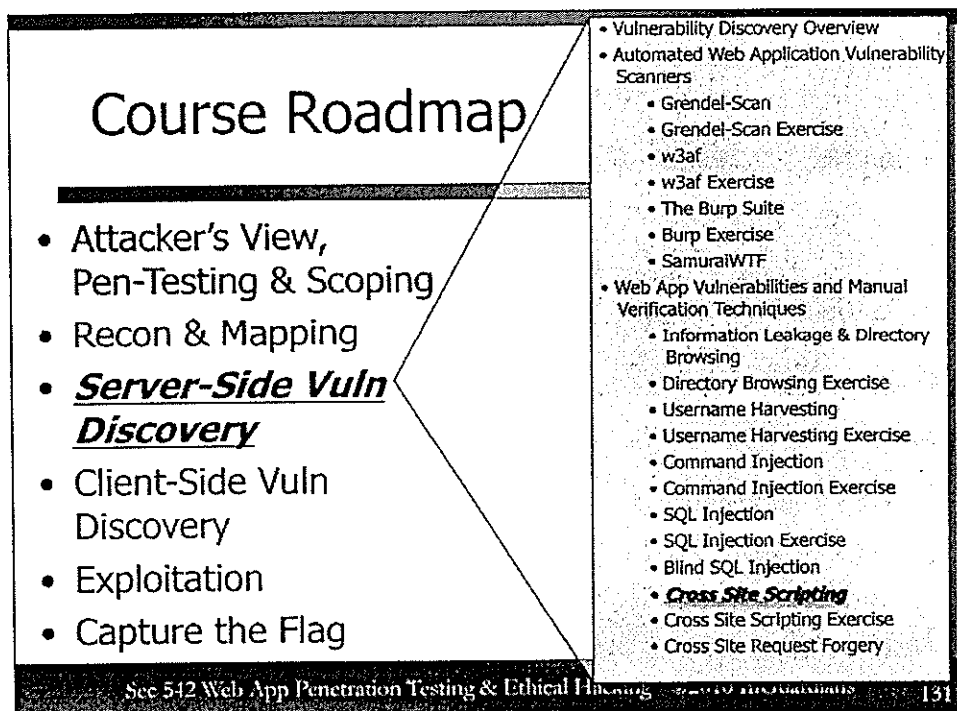 Course Roadmap
• Attacker's View,
Pen-Testing & Scoping
• Recon & Mapping
• Server-Side Vuln
Discovery
• Client-Side Vuln
Discovery
• Exploitation
• Capture the Flag
• Vulnerability Discovery Overview
• Automated Web Application Vulnerability
Scanners
• Grendel-Scan
• Grendel-Scan Exercise
• w3af
• w3af Exercise
• The Burp Suite
• Burp Exercise
• SamuraiWTF
• Web App Vulnerabilities and Manual
Verification Techniques
• Information Leakage & Directory
Browsing
• Directory Browsing Exercise
• Username Harvesting
• Username Harvesting Exercise
• Command Injection
• Command Injection Exercise
• SQL Injection
• SQL Injection Exercise
• Blind SQL Injection
• Cross Site Scripting
• Cross Site Scripting Exercise
• Cross Site Request Forgery
Sec 542 Web App Penetration Testing & Ethical Hacking
131